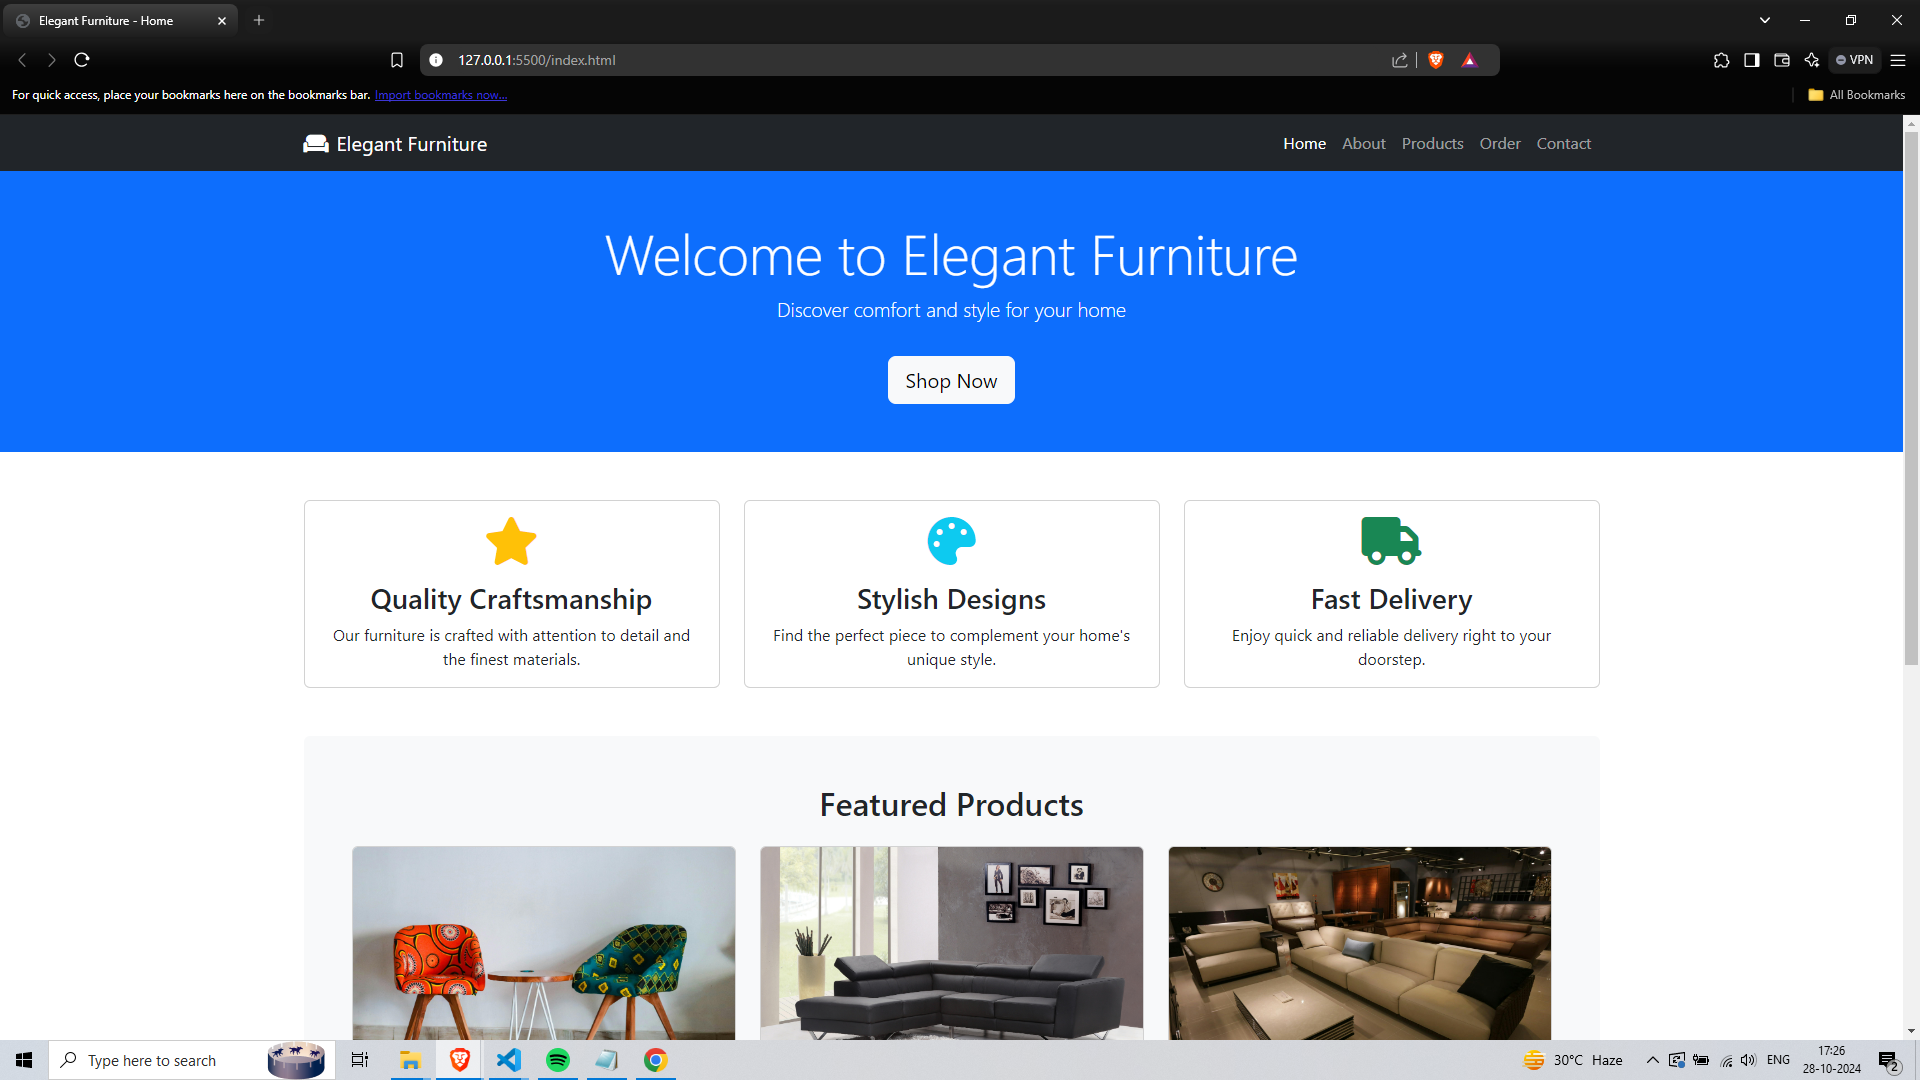 Elegant Furniture - Home
127.0.0.1:5500/index.html
VPN
For quick access, place your bookmarks here on the bookmarks bar. Import bookmarks now...
All Bookmarks
Elegant Furniture
Home About Products Order Contact
Welcome to Elegant Furniture
Discover comfort and style for your home
Shop Now
Quality Craftsmanship
Our furniture is crafted with attention to detail and
the finest materials.
Stylish Designs
Find the perfect piece to complement your home's
unique style.
Fast Delivery
Enjoy quick and reliable delivery right to your
doorstep.
Featured Products
Type here to search
30°C Haze
ENG
17:26
28-10-2024
2